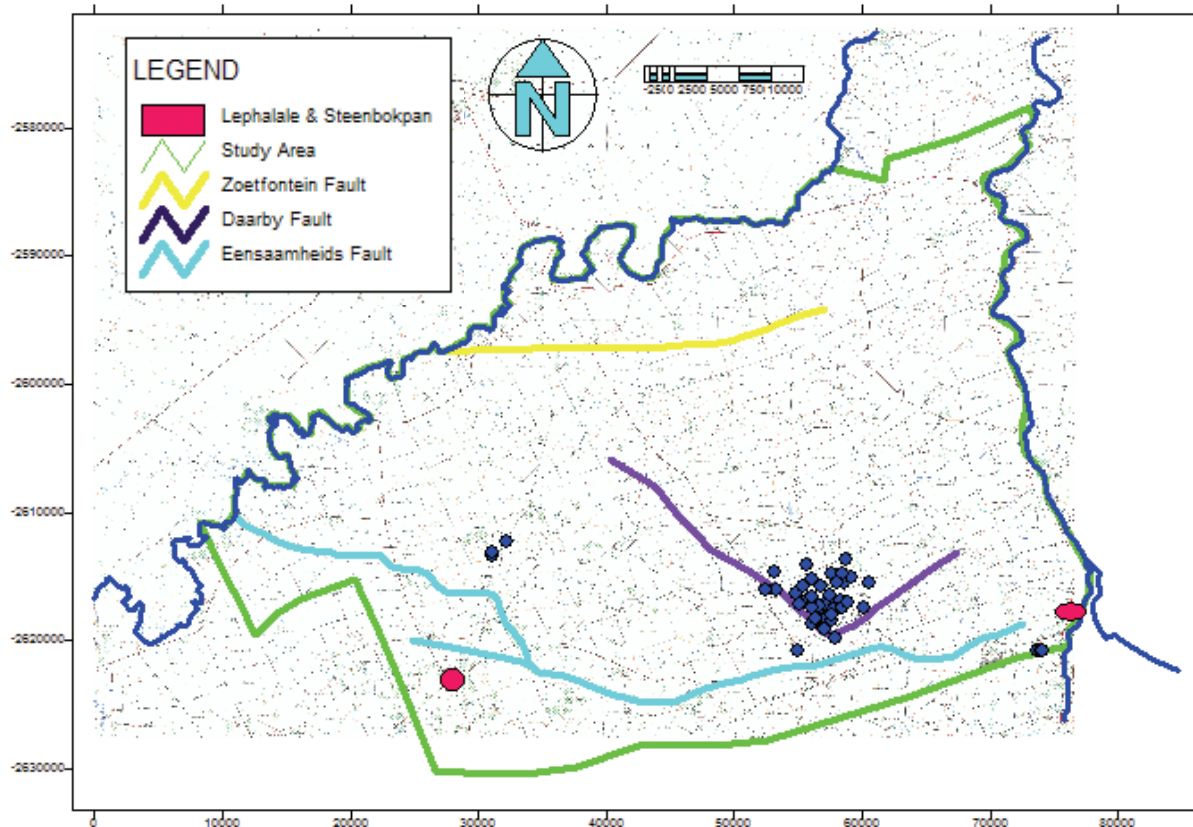 LEGEND
Lephalale & Steenbokpan
Study Area
Zoetfontein Fault
Daarby Fault
Eensaamheids Fault
N
-2580000
-2590000
-2600000
-2610000
-2620000
-2630000
0 10000 20000 30000 40000 50000 60000 70000 80000